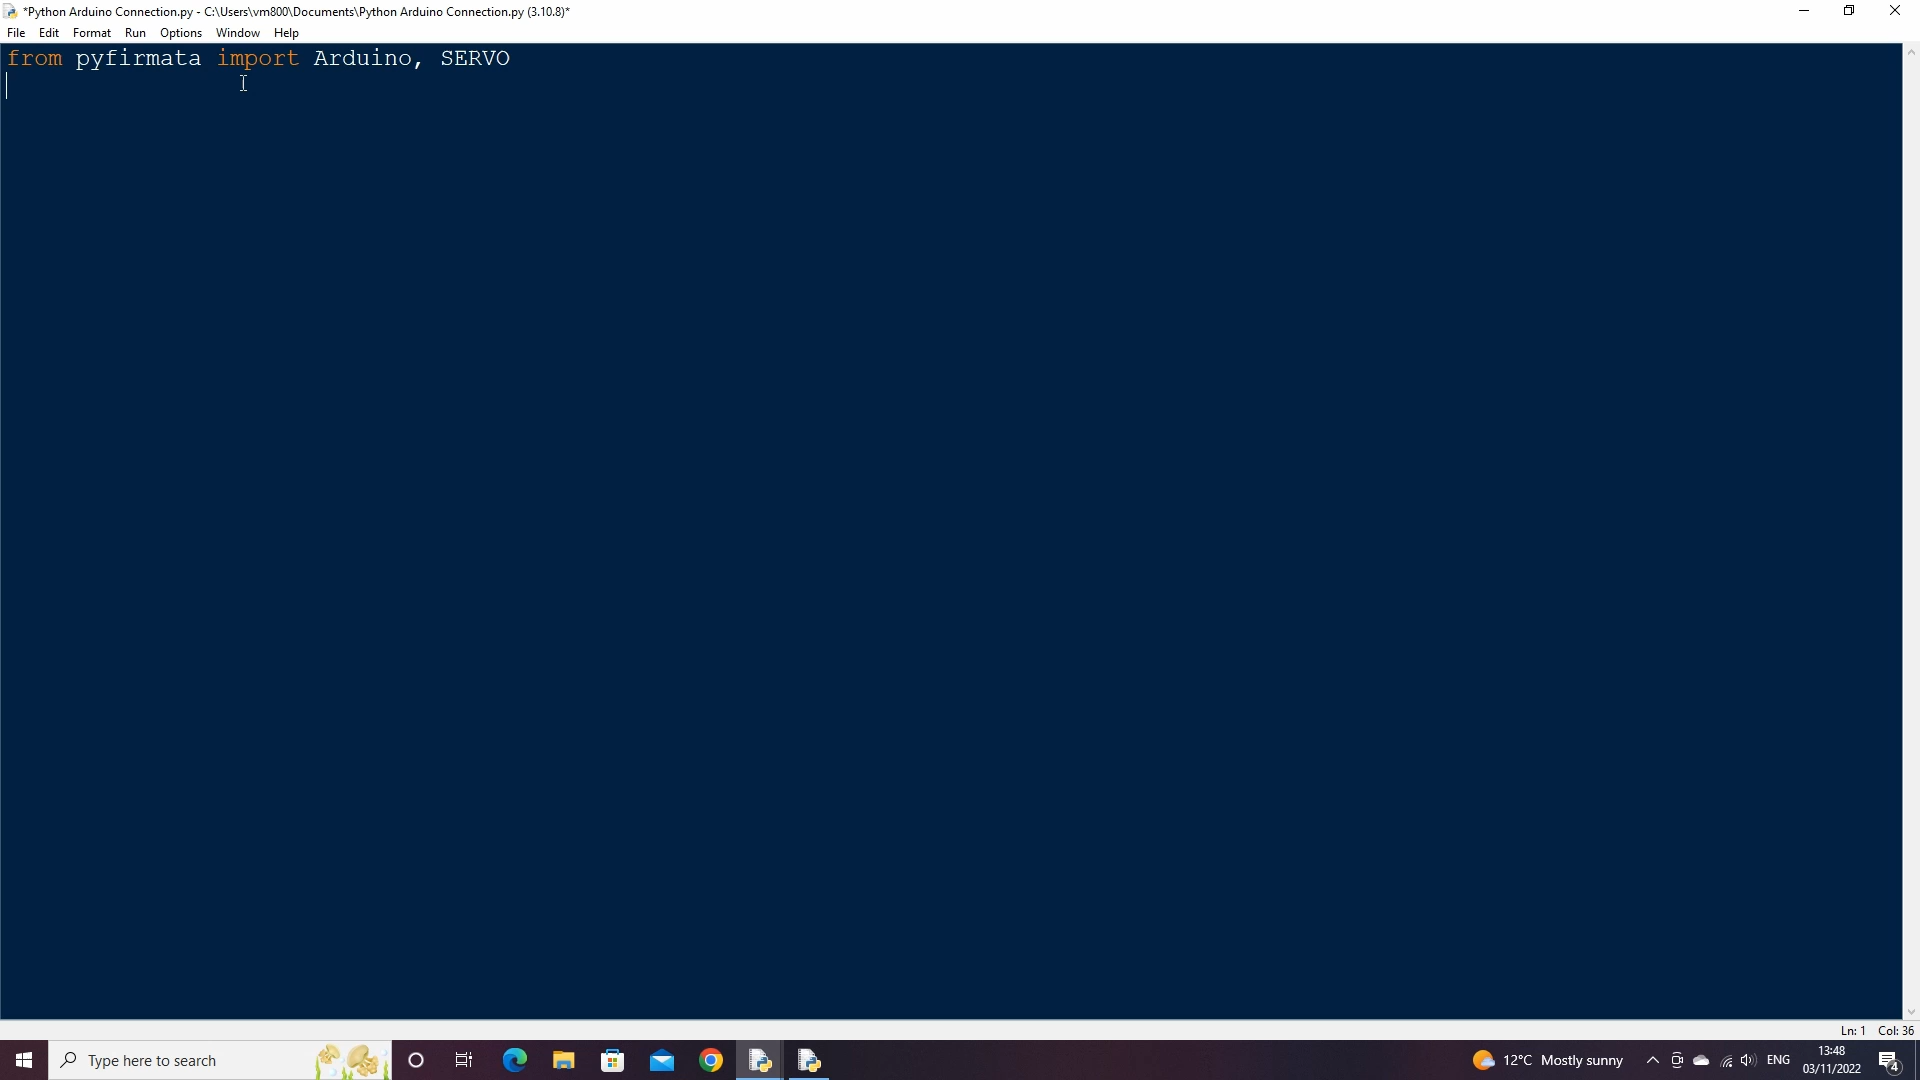 *Python Arduino Connection.py - C:\Users\vm800\Documents\Python Arduino Connection.py (3.10.8)*
File Edit Format Run Options Window Help
from pyfirmata import Arduino, SERVO
Ln: 1 Col: 36
Type here to search
12°C Mostly sunny
ENG
13:48
03/11/2022
4